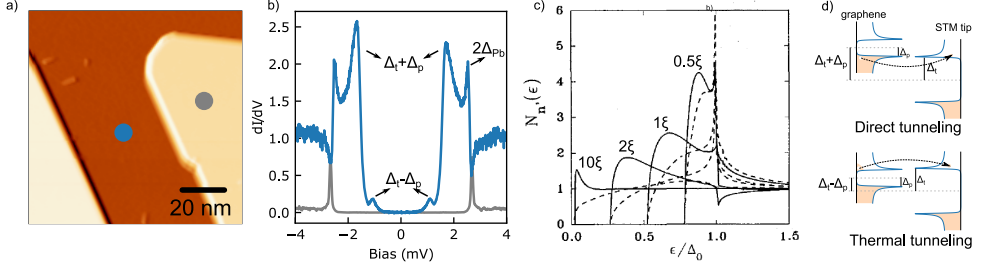 a)
20 nm
b)
Δt+Δp
2ΔPb
Δt-Δp
dI/dV
2.5
2.0
1.5
1.0
0.5
0.0
−4
−2
0
2
4
Bias (mV)
c)
b)
6
5
4
3
2
1
Nn'(ϵ)
0.5ξ
1ξ
2ξ
10ξ
0.0
0.5
1.0
1.5
ϵ/Δ0
d)
graphene
STM tip
Δt+Δp
Δp
Δt
Direct tunneling
Δt-Δp
Δp
Δt
Thermal tunneling